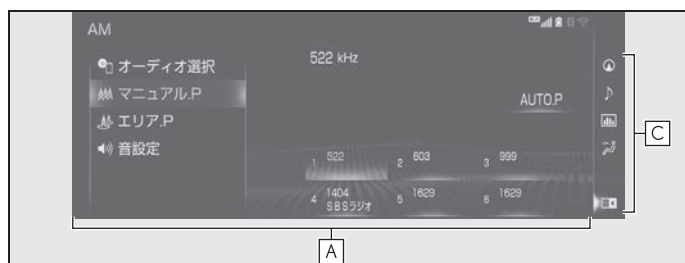 AM
522 kHz
オーディオ選択
マニュアル.P
エリア.P
音設定
AUTO.P
1 522
2 603
3 999
4 1404
SBSラジオ
5 1629
6 1629
C
A